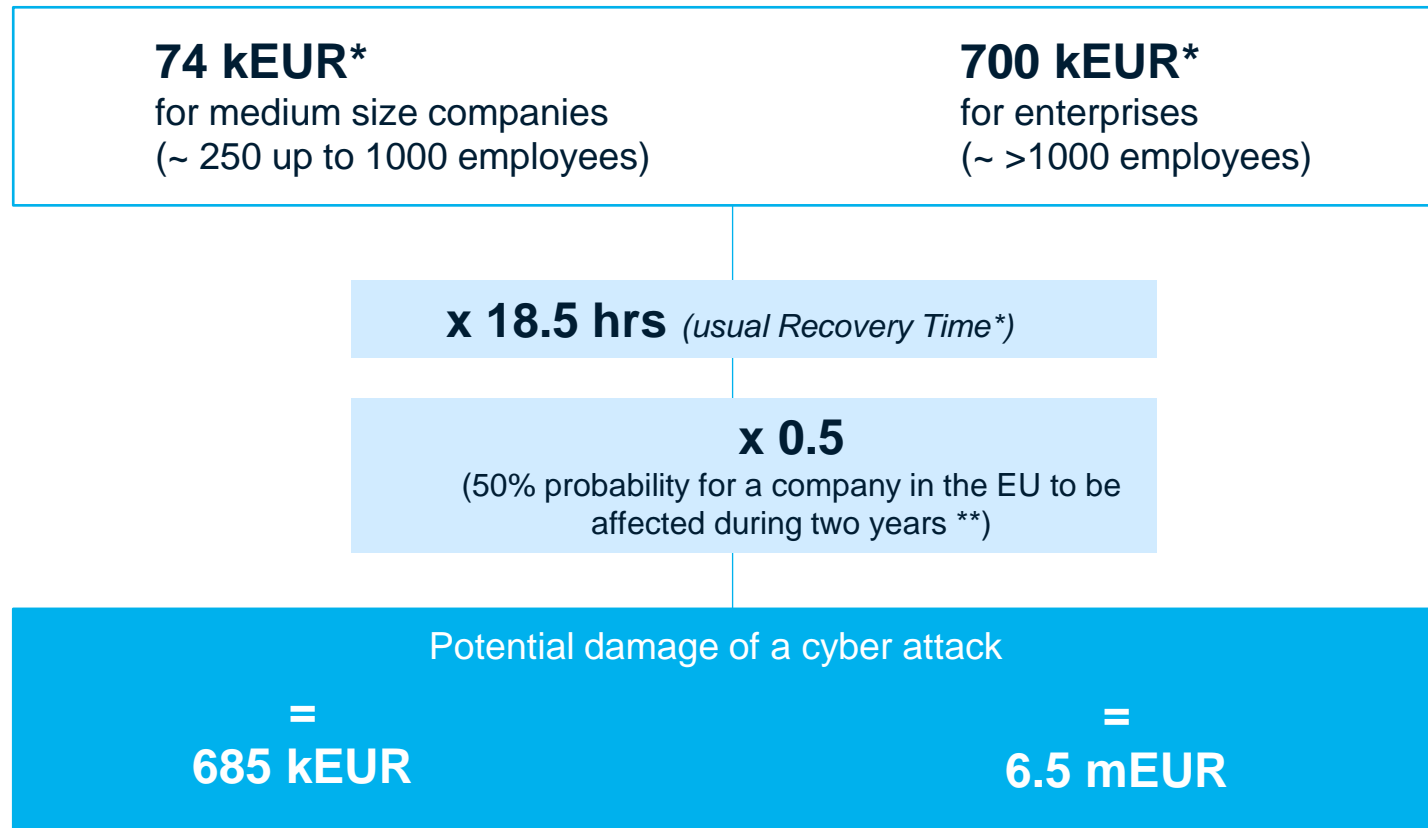 74 kEUR*
for medium size companies
(~ 250 up to 1000 employees)
700 kEUR*
for enterprises
(~ >1000 employees)
x 18.5 hrs (usual Recovery Time*)
x 0.5
(50% probability for a company in the EU to be
affected during two years **)
Potential damage of a cyber attack
=
685 kEUR
=
6.5 mEUR